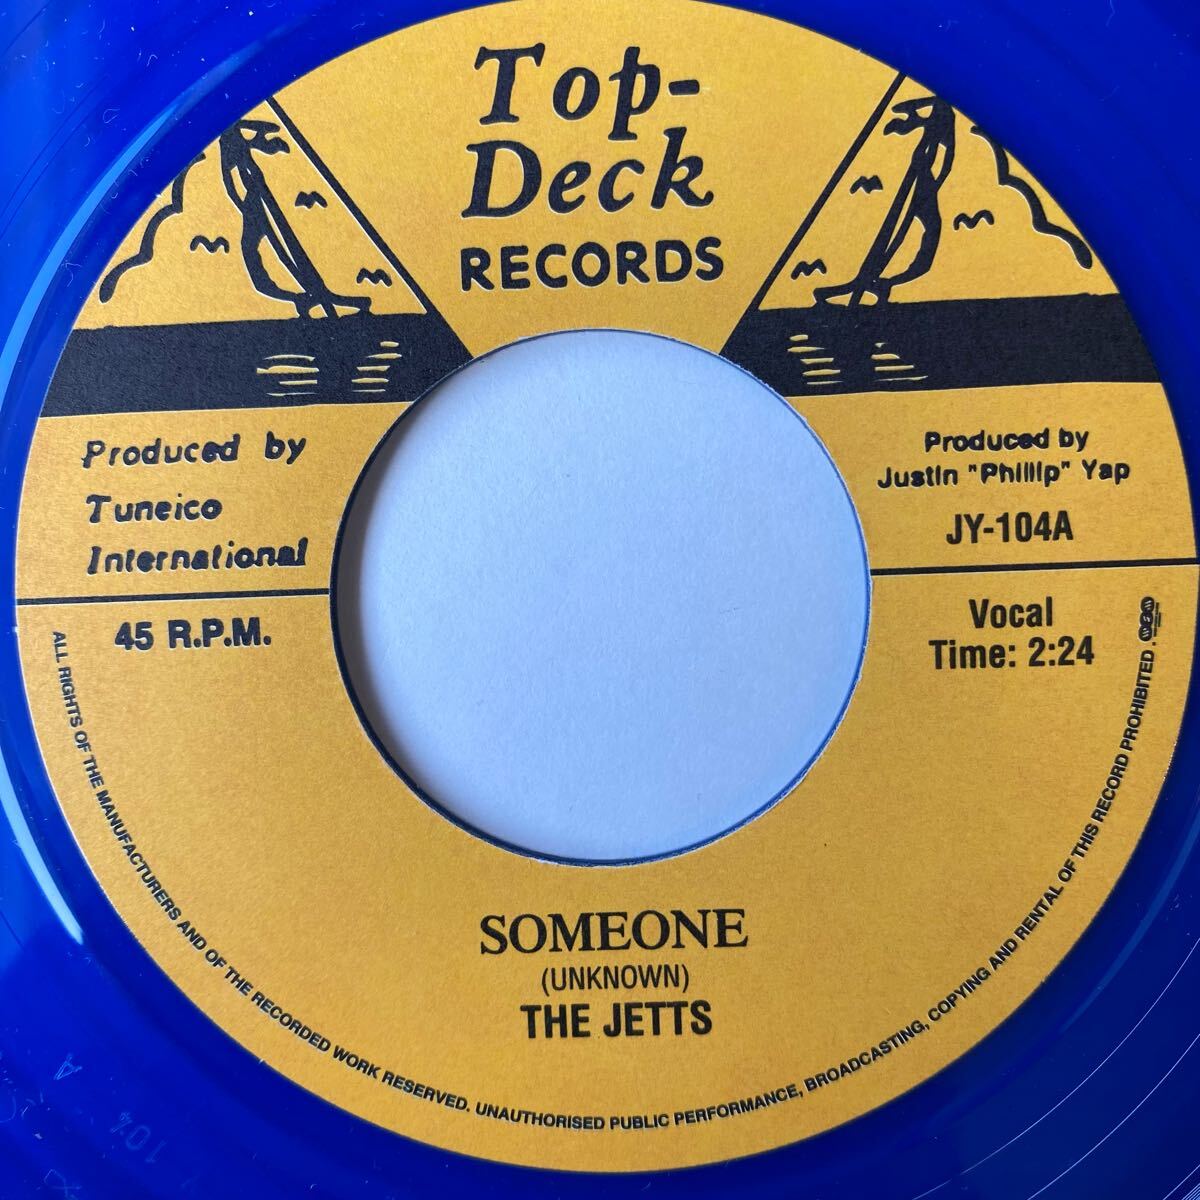 Top-
Deck
RECORDS
Produced by
Tuneico
International
45 R.P.M.
Produced by
Justin "Phillip" Yap
JY-104A
Vocal
Time: 2:24
SOMEONE
(UNKNOWN)
THE JETTS
ALL RIGHTS OF THE MANUFACTURERS AND OF THE RECORDED WORK RESERVED. UNAUTHORISED PUBLIC PERFORMANCE, BROADCASTING, COPYING AND RENTAL OF THIS RECORD PROHIBITED.
104 A